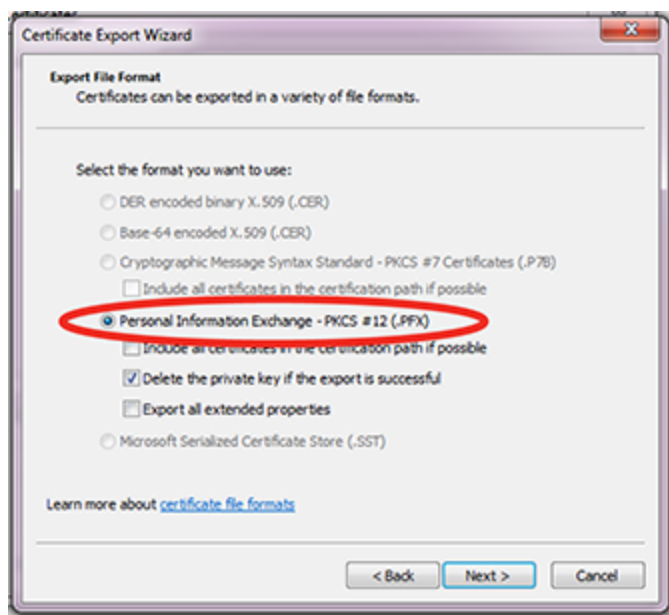 Certificate Export Wizard
Export File Format
Certificates can be exported in a variety of file formats.
Select the format you want to use:
DER encoded binary X.509 (.CER)
Base-64 encoded X.509 (.CER)
Cryptographic Message Syntax Standard - PKCS #7 Certificates (.P7B)
Include all certificates in the certification path if possible
Personal Information Exchange - PKCS #12 (.PFX)
Include all certificates in the certification path if possible
Delete the private key if the export is successful
Export all extended properties
Microsoft Serialized Certificate Store (.SST)
Learn more about certificate file formats
< Back Next > Cancel